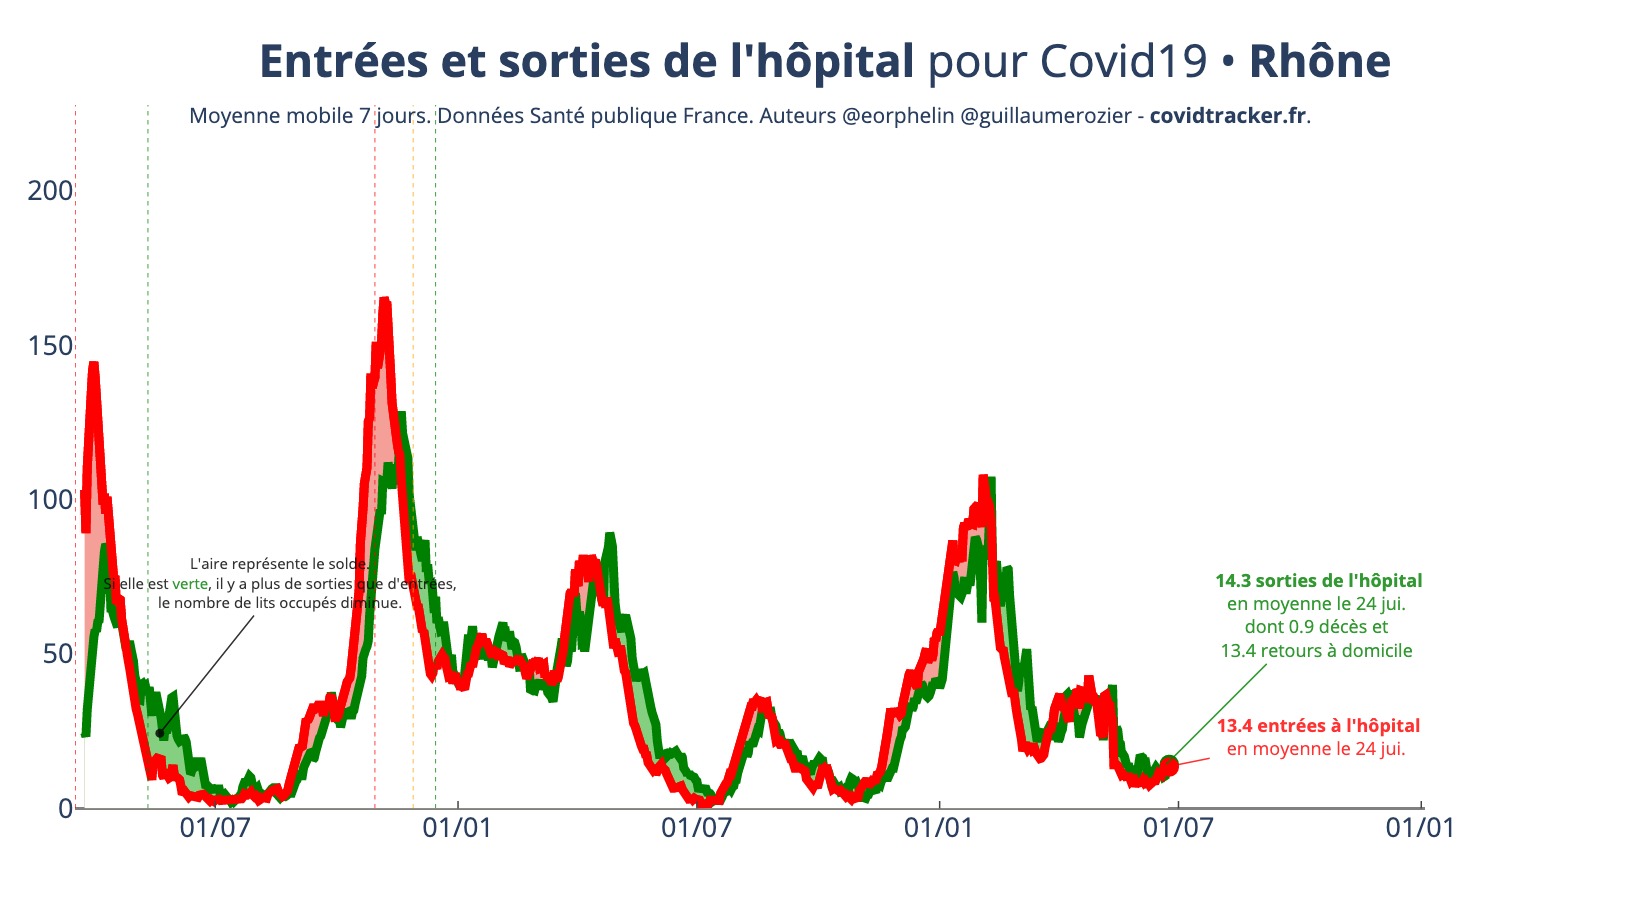 Entrées et sorties de l'hôpital pour Covid19 • Rhône
Moyenne mobile 7 jours. Données Santé publique France. Auteurs @eorphelin @guillaumerozier - covidtracker.fr.
200
150
100
50
0
L'aire représente le solde.
Si elle est verte, il y a plus de sorties que d'entrées,
le nombre de lits occupés diminue.
14.3 sorties de l'hôpital
en moyenne le 24 jui.
dont 0.9 décès et
13.4 retours à domicile
13.4 entrées à l'hôpital
en moyenne le 24 jui.
01/07
01/01
01/07
01/01
01/07
01/01